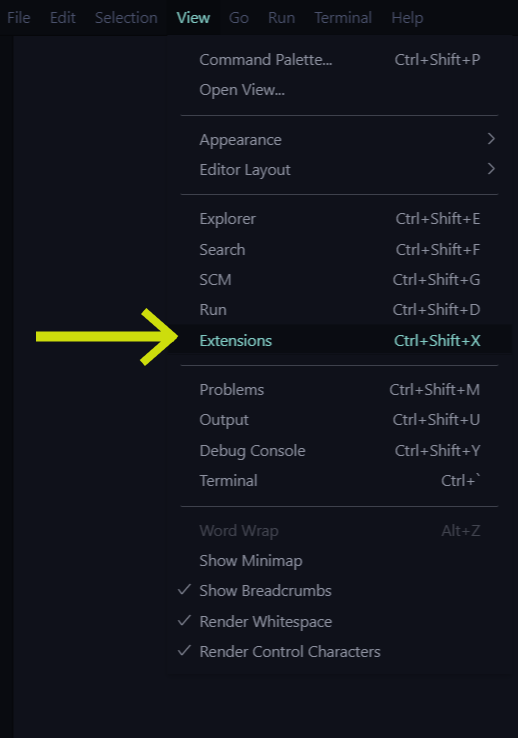 File Edit Selection View Go Run Terminal Help
Command Palette... Ctrl+Shift+P
Open View...
Appearance
Editor Layout
Explorer Ctrl+Shift+E
Search Ctrl+Shift+F
SCM Ctrl+Shift+G
Run Ctrl+Shift+D
Extensions Ctrl+Shift+X
Problems Ctrl+Shift+M
Output Ctrl+Shift+U
Debug Console Ctrl+Shift+Y
Terminal Ctrl+`
Word Wrap Alt+Z
Show Minimap
Show Breadcrumbs
Render Whitespace
Render Control Characters